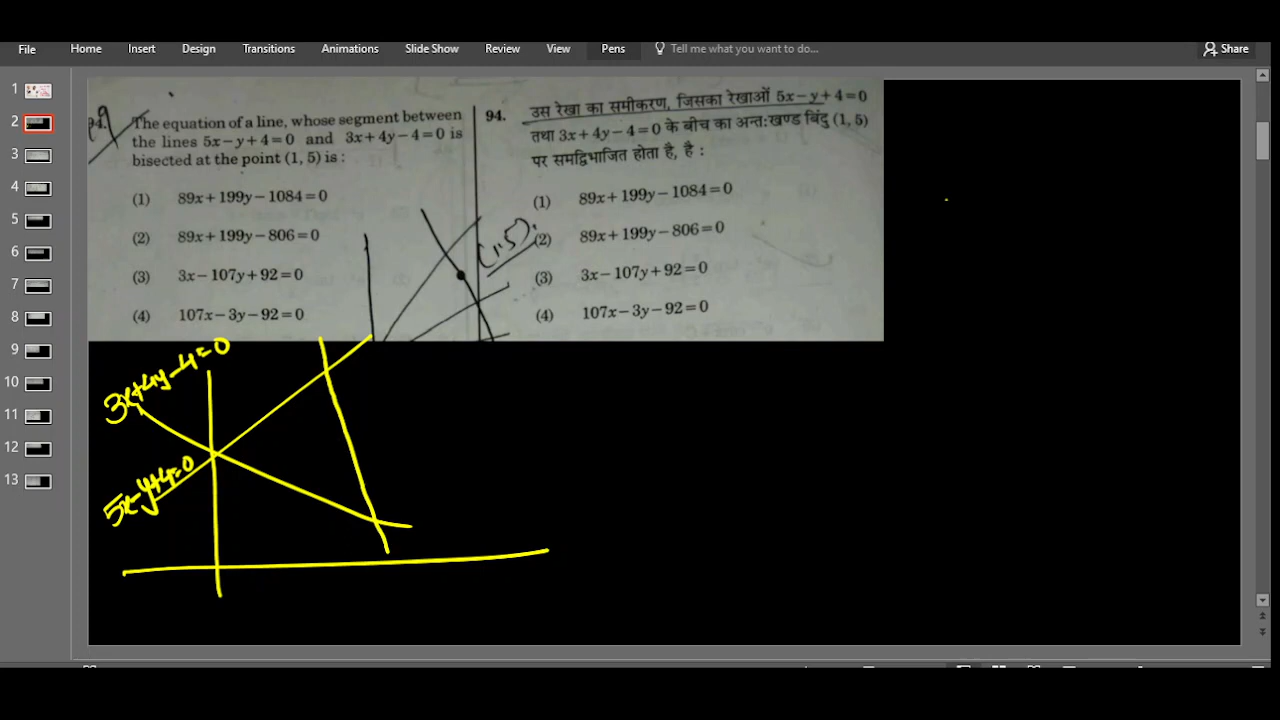 File Home Insert Design Transitions Animations Slide Show Review View Pens Tell me what you want to do... Share
1
2
3
4
5
6
7
8
9
10
11
12
13
The equation of a line, whose segment between
the lines 5x−y+4=0 and 3x+4y−4=0 is
bisected at the point (1, 5) is :
(1) 89x+199y−1084=0
(2) 89x+199y−806=0
(3) 3x−107y+92=0
(4) 107x−3y−92=0
(1,5).
94. उस रेखा का समीकरण, जिसका रेखाओं 5x−y+4=0
तथा 3x+4y−4=0 के बीच का अन्त:खण्ड बिंदु (1, 5)
पर समद्विभाजित होता है, है :
(1) 89x+199y−1084=0
(2) 89x+199y−806=0
(3) 3x−107y+92=0
(4) 107x−3y−92=0
3x+4y-4=0
5x-y+4=0